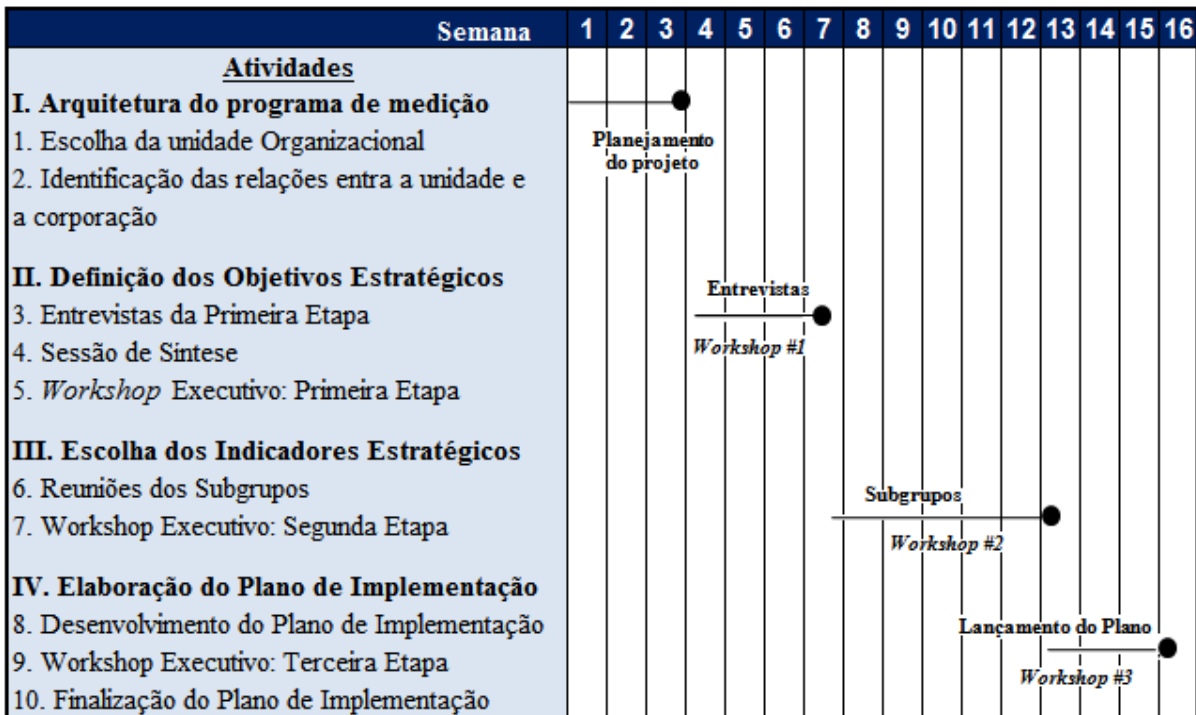 Semana 1 2 3 4 5 6 7 8 9 10 11 12 13 14 15 16
Atividades
I. Arquitetura do programa de medição
1. Escolha da unidade Organizacional
2. Identificação das relações entra a unidade e
a corporação
Planejamento
do projeto
II. Definição dos Objetivos Estratégicos
3. Entrevistas da Primeira Etapa
4. Sessão de Síntese
5. Workshop Executivo: Primeira Etapa
Entrevistas
Workshop #1
III. Escolha dos Indicadores Estratégicos
6. Reuniões dos Subgrupos
7. Workshop Executivo: Segunda Etapa
Subgrupos
Workshop #2
IV. Elaboração do Plano de Implementação
8. Desenvolvimento do Plano de Implementação
9. Workshop Executivo: Terceira Etapa
10. Finalização do Plano de Implementação
Lançamento do Plano
Workshop #3